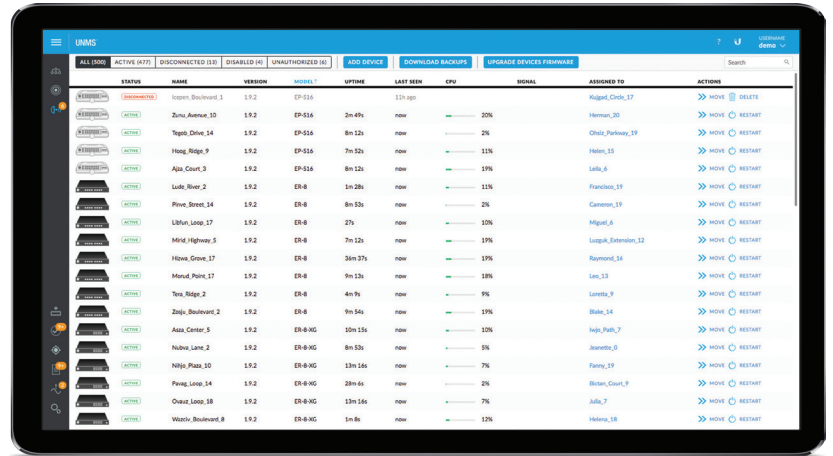 UNMS ? USERNAME demo
ALL (500) ACTIVE (477) DISCONNECTED (13) DISABLED (4) UNAUTHORIZED (6) ADD DEVICE DOWNLOAD BACKUPS UPGRADE DEVICES FIRMWARE Search
STATUS NAME VERSION MODEL UPTIME LAST SEEN CPU SIGNAL ASSIGNED TO ACTIONS
DISCONNECTED Icepen_Boulevard_1 1.9.2 EP-S16 11h ago Kujgad_Circle_17 MOVE DELETE
ACTIVE Zunu_Avenue_10 1.9.2 EP-S16 2m 49s now 20% Herman_20 MOVE RESTART
ACTIVE Tegob_Drive_14 1.9.2 EP-S16 8m 12s now 2% MOVE RESTART
ACTIVE Hoog_Ridge_9 1.9.2 EP-S16 7m 52s now 11% Helen_15 MOVE RESTART
ACTIVE Ajza_Court_3 1.9.2 EP-S16 8m 12s now 19% Leila_6 MOVE RESTART
ACTIVE Lude_River_2 1.9.2 ER-8 1m 28s now 11% Francisco_19 MOVE RESTART
ACTIVE Pinve_Street_14 1.9.2 ER-8 8m 53s now 2% Cameron_19 MOVE RESTART
ACTIVE Libfun_Loop_17 1.9.2 ER-8 27s now 10% Miguel_6 MOVE RESTART
ACTIVE Mirid_Highway_5 1.9.2 ER-8 7m 12s now 19% Luzguk_Extension_12 MOVE RESTART
ACTIVE Hizwa_Grove_17 1.9.2 ER-8 36m 37s now 19% Raymond_16 MOVE RESTART
ACTIVE Morud_Point_17 1.9.2 ER-8 9m 13s now 18% Leo_13 MOVE RESTART
ACTIVE Tera_Ridge_2 1.9.2 ER-8 4m 9s now 9% Loretta_9 MOVE RESTART
ACTIVE Zosju_Boulevard_2 1.9.2 ER-8 9m 54s now 19% Blake_14 MOVE RESTART
ACTIVE Asza_Center_5 1.9.2 ER-8-XG 10m 15s now 10% Iwjo_Path_7 MOVE RESTART
ACTIVE Nubva_Lane_2 1.9.2 ER-8-XG 8m 53s now 5% Jeanette_0 MOVE RESTART
ACTIVE Nihjo_Plaza_10 1.9.2 ER-8-XG 13m 16s now 7% Fanny_19 MOVE RESTART
ACTIVE Pavag_Loop_14 1.9.2 ER-8-XG 28m 6s now 2% Bictan_Court_9 MOVE RESTART
ACTIVE Ovauz_Loop_18 1.9.2 ER-8-XG 13m 16s now 7% Julia_7 MOVE RESTART
ACTIVE Wazciv_Boulevard_8 1.9.2 ER-8-XG 1m 8s now 12% Helena_18 MOVE RESTART